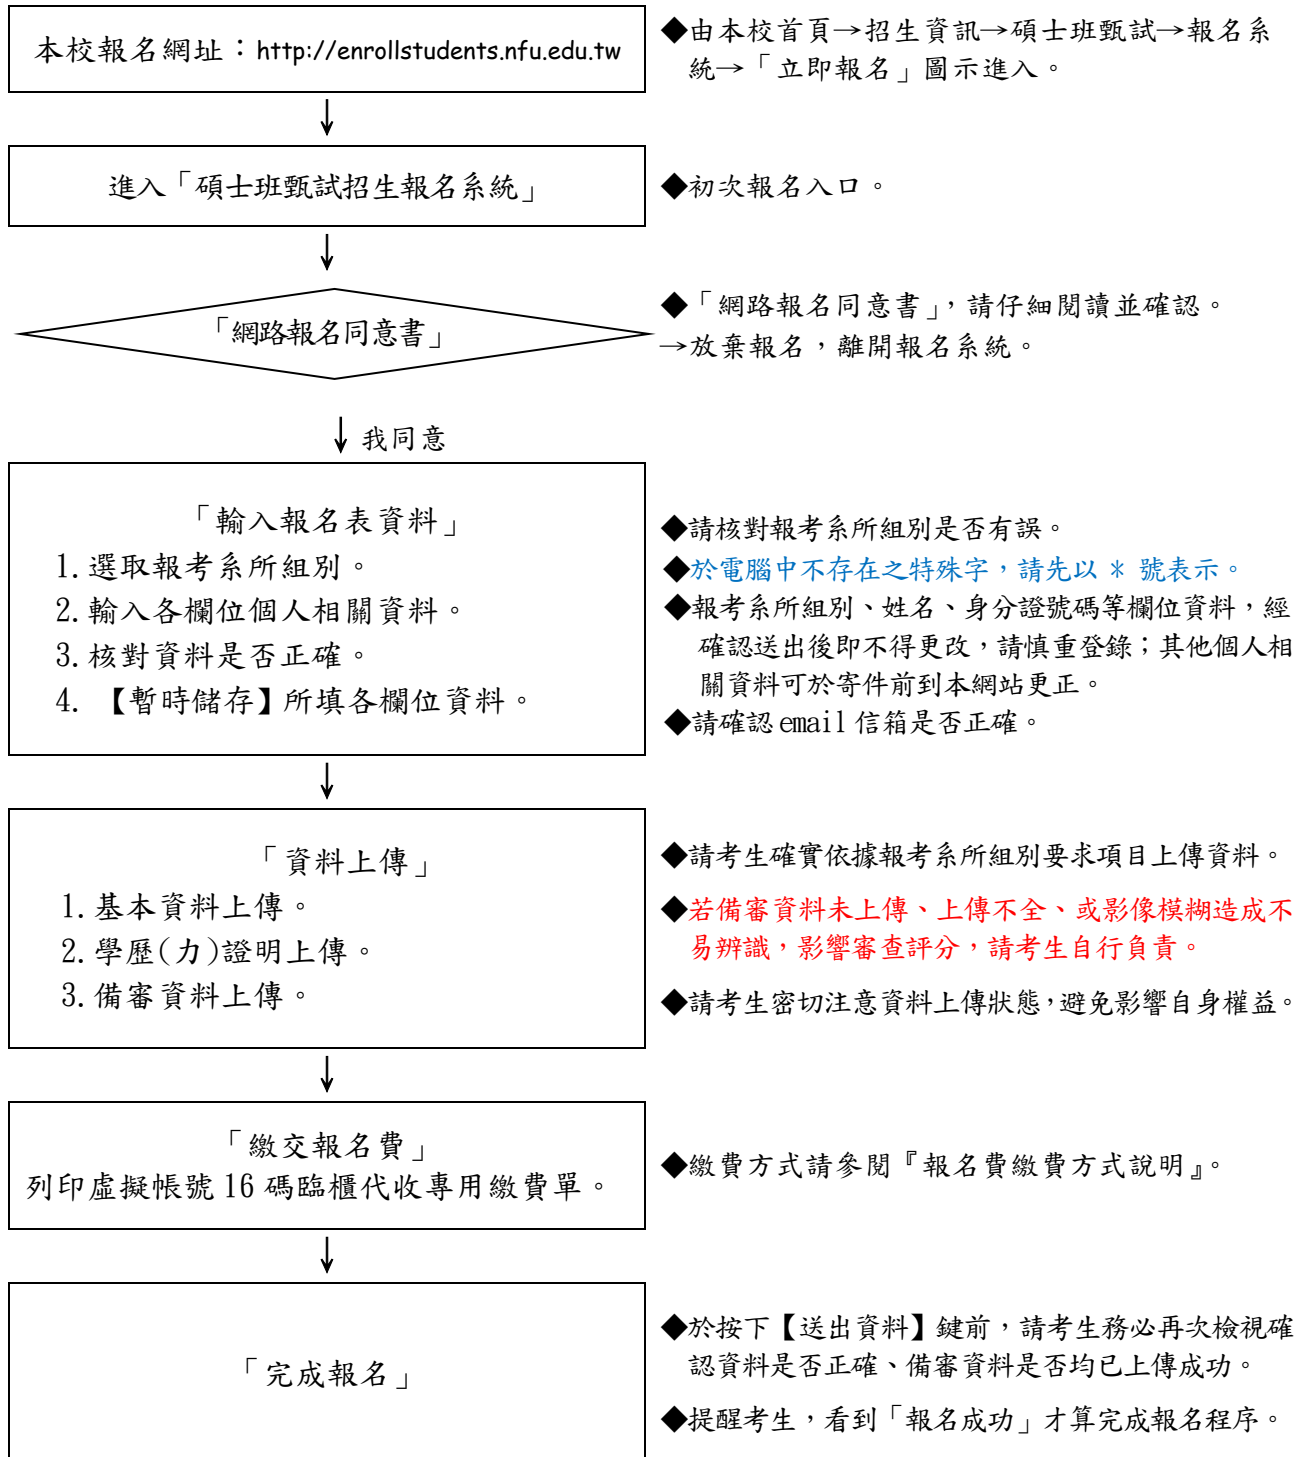 本校報名網址：http://enrollstudents.nfu.edu.tw
◆由本校首頁→招生資訊→碩士班甄試→報名系
統→「立即報名」圖示進入。
進入「碩士班甄試招生報名系統」
◆初次報名入口。
「網路報名同意書」
◆「網路報名同意書」，請仔細閱讀並確認。
→放棄報名，離開報名系統。
我同意
「輸入報名表資料」
1.選取報考系所組別。
2.輸入各欄位個人相關資料。
3.核對資料是否正確。
4.【暫時儲存】所填各欄位資料。
◆請核對報考系所組別是否有誤。
◆於電腦中不存在之特殊字，請先以 * 號表示。
◆報考系所組別、姓名、身分證號碼等欄位資料，經
確認送出後即不得更改，請慎重登錄；其他個人相
關資料可於寄件前到本網站更正。
◆請確認 email 信箱是否正確。
「資料上傳」
1.基本資料上傳。
2.學歷(力)證明上傳。
3.備審資料上傳。
◆請考生確實依據報考系所組別要求項目上傳資料。
◆若備審資料未上傳、上傳不全、或影像模糊造成不
易辨識，影響審查評分，請考生自行負責。
◆請考生密切注意資料上傳狀態，避免影響自身權益。
「繳交報名費」
列印虛擬帳號 16 碼臨櫃代收專用繳費單。
◆繳費方式請參閱『報名費繳費方式說明』。
「完成報名」
◆於按下【送出資料】鍵前，請考生務必再次檢視確
認資料是否正確、備審資料是否均已上傳成功。
◆提醒考生，看到「報名成功」才算完成報名程序。